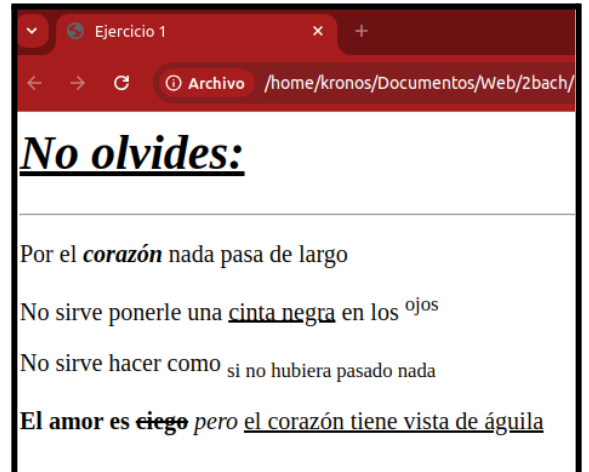 Ejercicio 1
Archivo /home/kronos/Documentos/Web/2bach/
No olvides:
Por el corazón nada pasa de largo
No sirve ponerle una cinta negra en los ojos
No sirve hacer como si no hubiera pasado nada
El amor es ciego pero el corazón tiene vista de águila